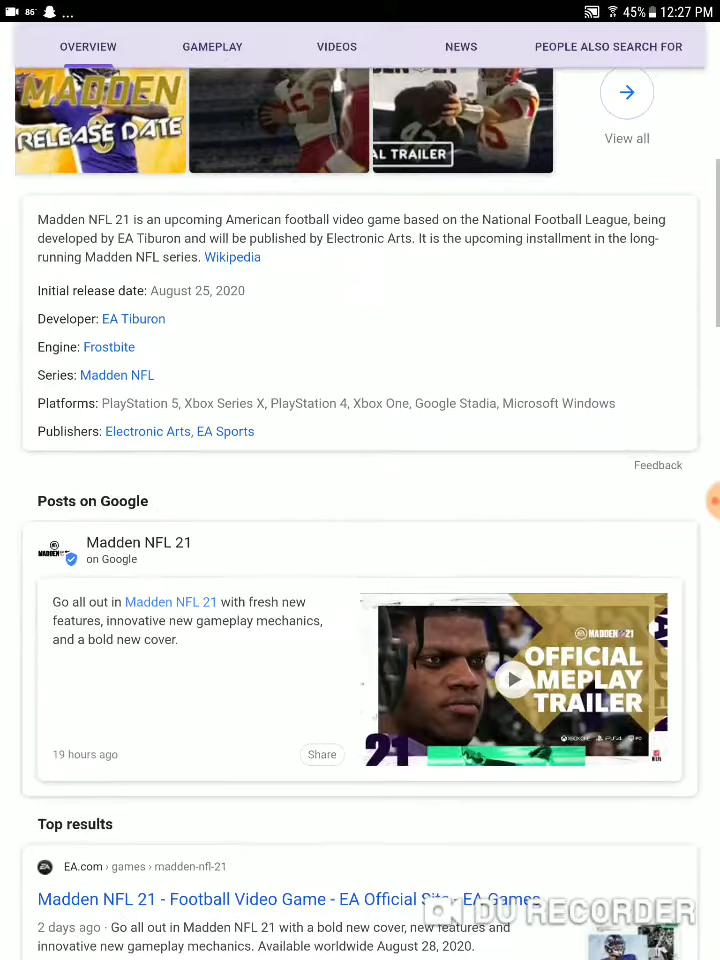 86°
...
45%
12:27 PM
OVERVIEW
GAMEPLAY
VIDEOS
NEWS
PEOPLE ALSO SEARCH FOR
MADDEN
RELEASE DATE
AL TRAILER
View all
Madden NFL 21 is an upcoming American football video game based on the National Football League, being
developed by EA Tiburon and will be published by Electronic Arts. It is the upcoming installment in the long-
running Madden NFL series. Wikipedia
Initial release date: August 25, 2020
Developer: EA Tiburon
Engine: Frostbite
Series: Madden NFL
Platforms: PlayStation 5, Xbox Series X, PlayStation 4, Xbox One, Google Stadia, Microsoft Windows
Publishers: Electronic Arts, EA Sports
Feedback
Posts on Google
Madden NFL 21
on Google
Go all out in Madden NFL 21 with fresh new
features, innovative new gameplay mechanics,
and a bold new cover.
19 hours ago
Share
MADDEN 21
OFFICIAL
GAMEPLAY
TRAILER
21
XBOX ONE PS4 PC
Top results
EA.com › games › madden-nfl-21
Madden NFL 21 - Football Video Game - EA Official Site - EA Games
2 days ago · Go all out in Madden NFL 21 with a bold new cover, new features and
innovative new gameplay mechanics. Available worldwide August 28, 2020.
DU RECORDER